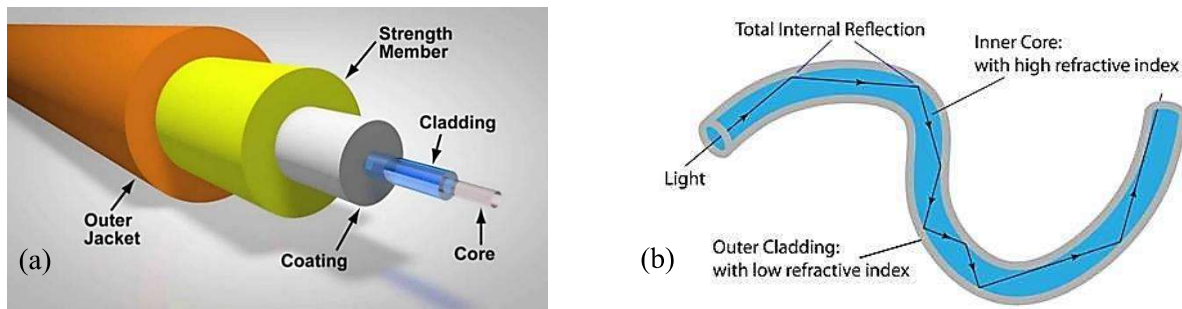 Strength
Member
Cladding
Outer
Jacket
Coating
Core
(a)
Total Internal Reflection
Inner Core:
with high refractive index
Light
Outer Cladding:
with low refractive index
(b)